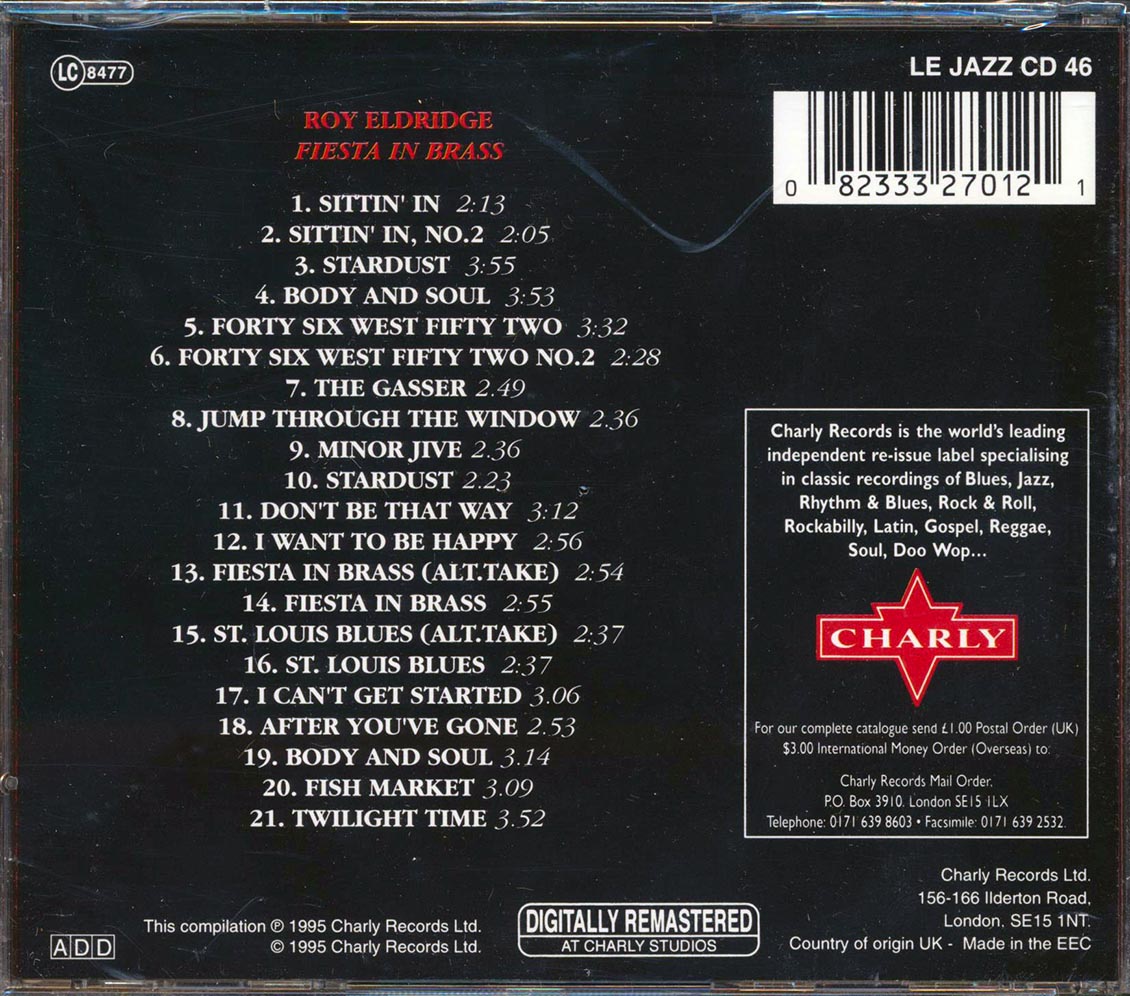 LC 8477
LE JAZZ CD 46
0 82333 27012 1
ROY ELDRIDGE
FIESTA IN BRASS
1. SITTIN' IN 2:13
2. SITTIN' IN, NO.2 2:05
3. STARDUST 3:55
4. BODY AND SOUL 3:53
5. FORTY SIX WEST FIFTY TWO 3:32
6. FORTY SIX WEST FIFTY TWO NO.2 2:28
7. THE GASSER 2.49
8. JUMP THROUGH THE WINDOW 2.36
9. MINOR JIVE 2.36
10. STARDUST 2.23
11. DON'T BE THAT WAY 3:12
12. I WANT TO BE HAPPY 2:56
13. FIESTA IN BRASS (ALT.TAKE) 2:54
14. FIESTA IN BRASS 2:55
15. ST. LOUIS BLUES (ALT.TAKE) 2:37
16. ST. LOUIS BLUES 2:37
17. I CAN'T GET STARTED 3.06
18. AFTER YOU'VE GONE 2.53
19. BODY AND SOUL 3.14
20. FISH MARKET 3.09
21. TWILIGHT TIME 3.52
Charly Records is the world's leading
independent re-issue label specialising
in classic recordings of Blues, Jazz,
Rhythm & Blues, Rock & Roll,
Rockabilly, Latin, Gospel, Reggae,
Soul, Doo Wop...
CHARLY
For our complete catalogue send £1.00 Postal Order (UK)
$3.00 International Money Order (Overseas) to:
Charly Records Mail Order,
P.O. Box 3910, London SE15 1LX
Telephone: 0171 639 8603 • Facsimile: 0171 639 2532.
Charly Records Ltd.
156-166 Ilderton Road,
London. SE15 1NT.
Country of origin UK - Made in the EEC
ADD
This compilation ℗ 1995 Charly Records Ltd.
© 1995 Charly Records Ltd.
DIGITALLY REMASTERED
AT CHARLY STUDIOS